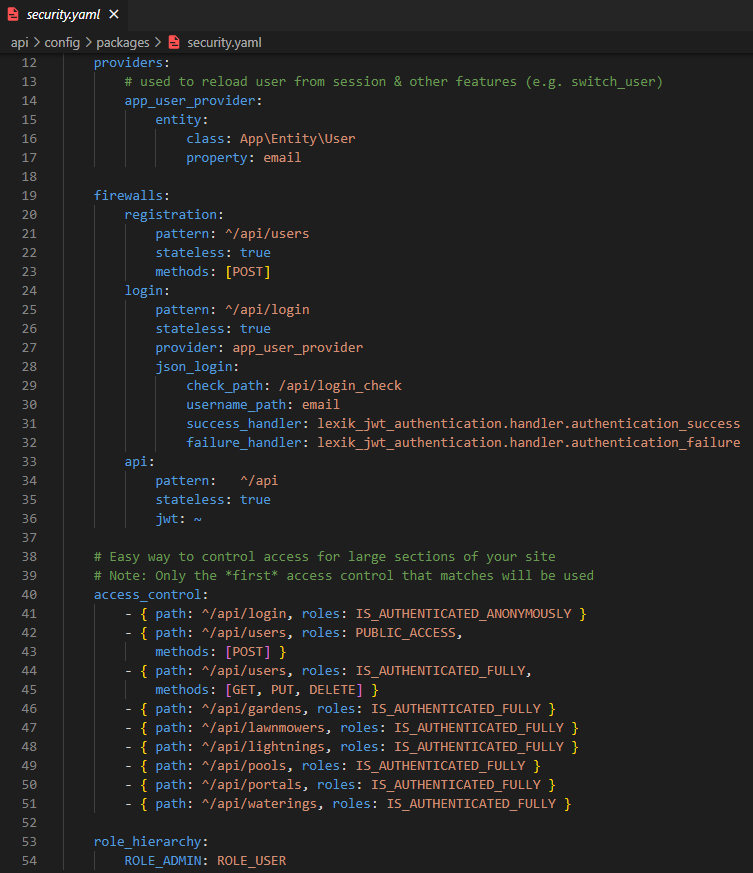 security.yaml ×
api > config > packages > security.yaml
12 providers:
13 # used to reload user from session & other features (e.g. switch_user)
14 app_user_provider:
15 entity:
16 class: App\Entity\User
17 property: email
18
19 firewalls:
20 registration:
21 pattern: ^/api/users
22 stateless: true
23 methods: [POST]
24 login:
25 pattern: ^/api/login
26 stateless: true
27 provider: app_user_provider
28 json_login:
29 check_path: /api/login_check
30 username_path: email
31 success_handler: lexik_jwt_authentication.handler.authentication_success
32 failure_handler: lexik_jwt_authentication.handler.authentication_failure
33 api:
34 pattern:   ^/api
35 stateless: true
36 jwt: ~
37
38 # Easy way to control access for large sections of your site
39 # Note: Only the *first* access control that matches will be used
40 access_control:
41 - { path: ^/api/login, roles: IS_AUTHENTICATED_ANONYMOUSLY }
42 - { path: ^/api/users, roles: PUBLIC_ACCESS,
43 methods: [POST] }
44 - { path: ^/api/users, roles: IS_AUTHENTICATED_FULLY,
45 methods: [GET, PUT, DELETE] }
46 - { path: ^/api/gardens, roles: IS_AUTHENTICATED_FULLY }
47 - { path: ^/api/lawnmowers, roles: IS_AUTHENTICATED_FULLY }
48 - { path: ^/api/lightnings, roles: IS_AUTHENTICATED_FULLY }
49 - { path: ^/api/pools, roles: IS_AUTHENTICATED_FULLY }
50 - { path: ^/api/portals, roles: IS_AUTHENTICATED_FULLY }
51 - { path: ^/api/waterings, roles: IS_AUTHENTICATED_FULLY }
52
53 role_hierarchy:
54 ROLE_ADMIN: ROLE_USER